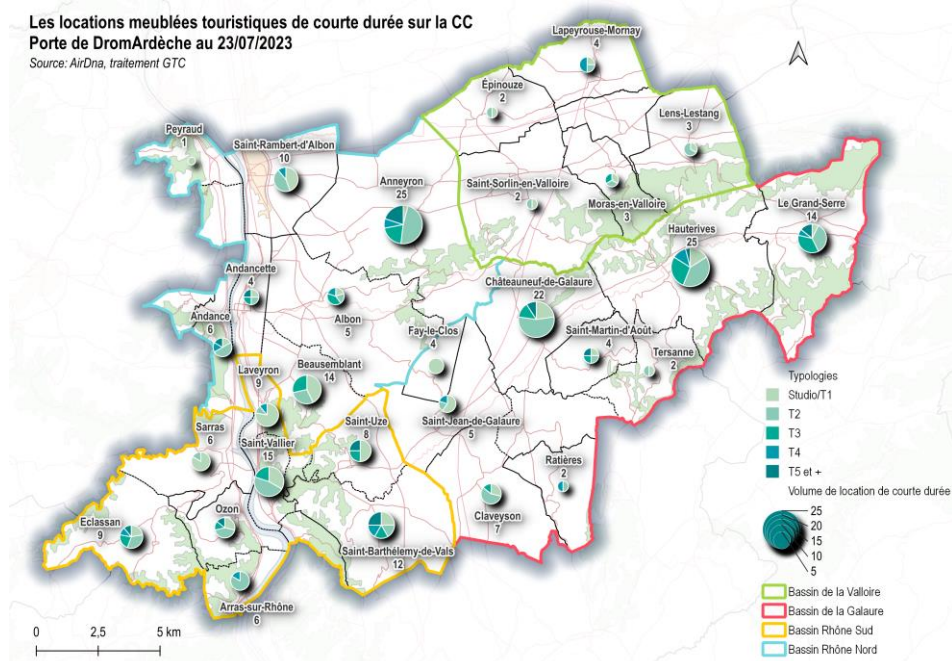 Les locations meublées touristiques de courte durée sur la CC
Porte de DromArdèche au 23/07/2023
Source: AirDna, traitement GTC
Lapeyrouse-Mornay
4
Épinouze
2
Lens-Lestang
3
Peyraud
1
Saint-Rambert-d'Albon
10
Anneyron
25
Saint-Sorlin-en-Valloire
2
Moras-en-Valloire
3
Le Grand-Serre
14
Hauterives
25
Andancette
4
Albon
5
Châteauneuf-de-Galaure
22
Andance
6
Fay-le-Clos
4
Saint-Martin-d'Août
4
Tersanne
2
Laveyron
9
Beausemblant
14
Saint-Jean-de-Galaure
5
Sarras
6
Saint-Uze
8
Saint-Vallier
15
Ratières
2
Claveyson
7
Eclassan
9
Ozon
Saint-Barthélemy-de-Vals
12
Arras-sur-Rhône
6
Typologies
Studio/T1
T2
T3
T4
T5 et +
Volume de location de courte durée
25
20
15
10
5
Bassin de la Valloire
Bassin de la Galaure
Bassin Rhône Sud
Bassin Rhône Nord
0 2,5 5 km